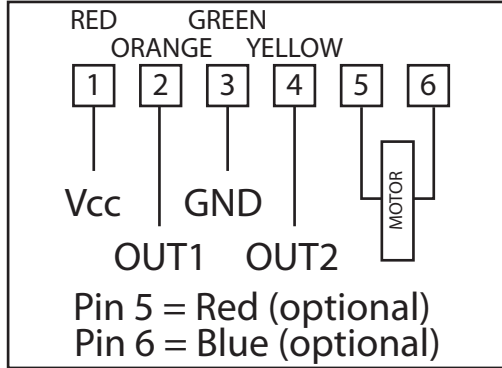 RED GREEN
ORANGE YELLOW
1 2 3 4 5 6
MOTOR
Vcc GND
OUT1 OUT2
Pin 5 = Red (optional)
Pin 6 = Blue (optional)